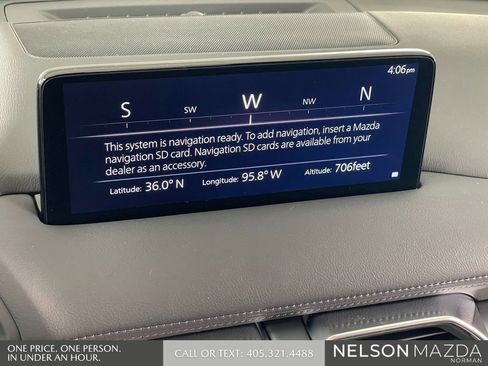 4:06pm
S SW W NW N
This system is navigation ready. To add navigation, insert a Mazda
navigation SD card. Navigation SD cards are available from your
dealer as an accessory.
Latitude: 36.0° N Longitude: 95.8° W Altitude: 706feet
ONE PRICE. ONE PERSON.
IN UNDER AN HOUR.
CALL OR TEXT: 405.321.4488
NELSON MAZDA
NORMAN